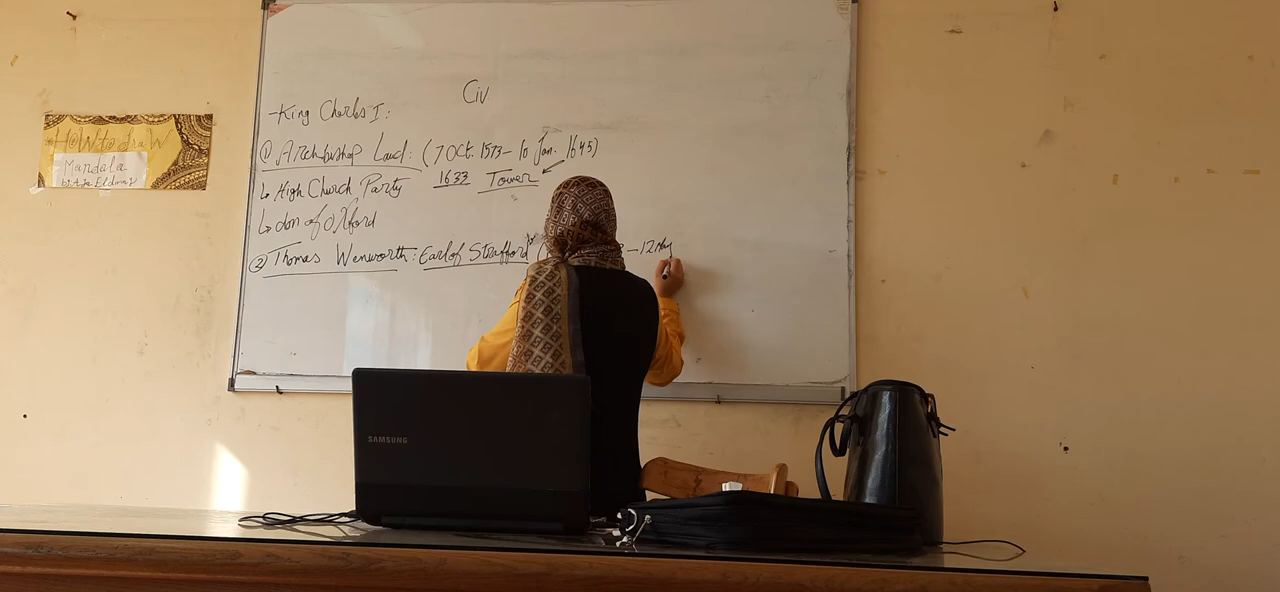 Civ
-King Charles I:
① Archbishop Laud: (7 Oct. 1573 - 10 Jan. 1645)
↳ High Church Party 1633 Tower
↳ don of Oxford
② Thomas Wenworth: Earl of Strafford ( - 12 May
HOW to draw
Mandala
SAMSUNG